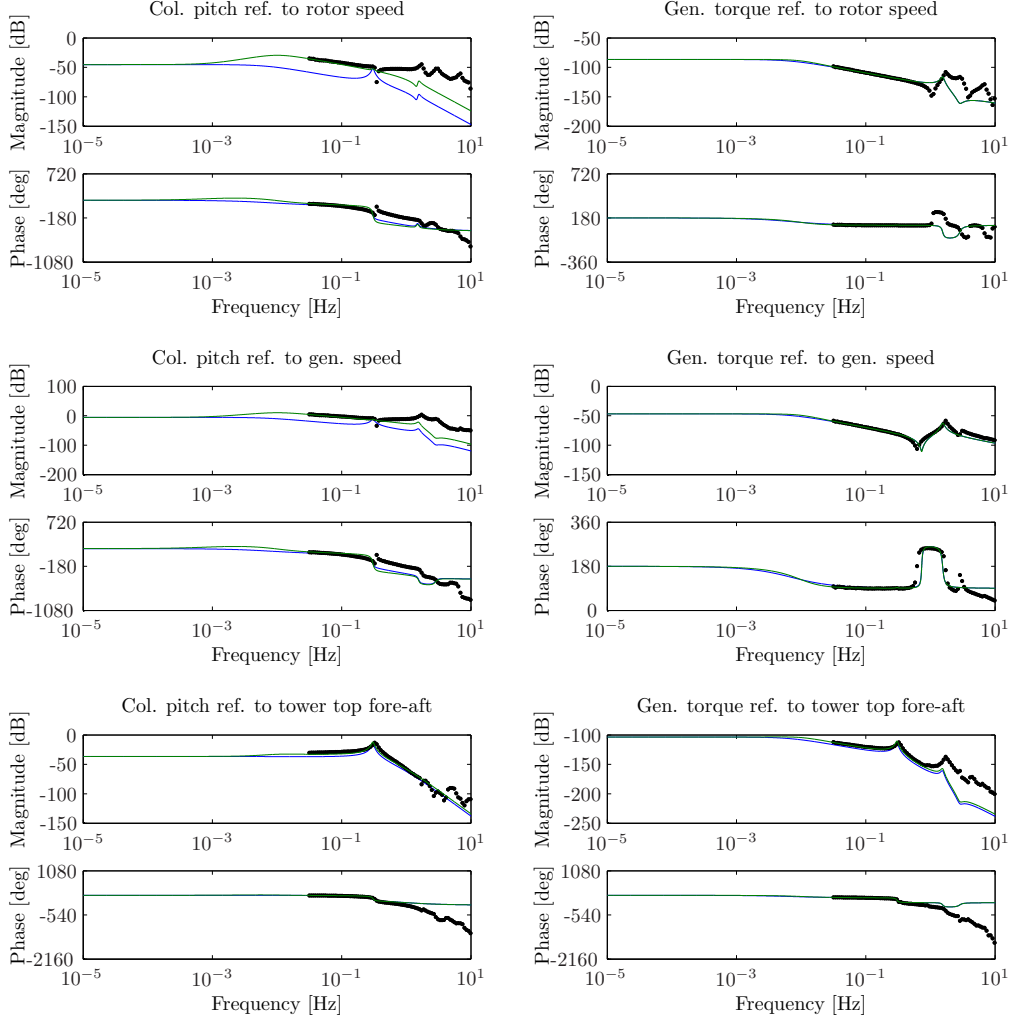 Col. pitch ref. to rotor speed
Magnitude [dB]
0
-50
-100
-150
10^-5 10^-3 10^-1 10^1
Phase [deg]
720
-180
-1080
10^-5 10^-3 10^-1 10^1
Frequency [Hz]
Gen. torque ref. to rotor speed
Magnitude [dB]
-50
-100
-150
-200
10^-5 10^-3 10^-1 10^1
Phase [deg]
720
180
-360
10^-5 10^-3 10^-1 10^1
Frequency [Hz]
Col. pitch ref. to gen. speed
Magnitude [dB]
100
0
-100
-200
10^-5 10^-3 10^-1 10^1
Phase [deg]
720
-180
-1080
10^-5 10^-3 10^-1 10^1
Frequency [Hz]
Gen. torque ref. to gen. speed
Magnitude [dB]
0
-50
-100
-150
10^-5 10^-3 10^-1 10^1
Phase [deg]
360
180
0
10^-5 10^-3 10^-1 10^1
Frequency [Hz]
Col. pitch ref. to tower top fore-aft
Magnitude [dB]
0
-50
-100
-150
10^-5 10^-3 10^-1 10^1
Phase [deg]
1080
-540
-2160
10^-5 10^-3 10^-1 10^1
Frequency [Hz]
Gen. torque ref. to tower top fore-aft
Magnitude [dB]
-100
-150
-200
-250
10^-5 10^-3 10^-1 10^1
Phase [deg]
1080
-540
-2160
10^-5 10^-3 10^-1 10^1
Frequency [Hz]